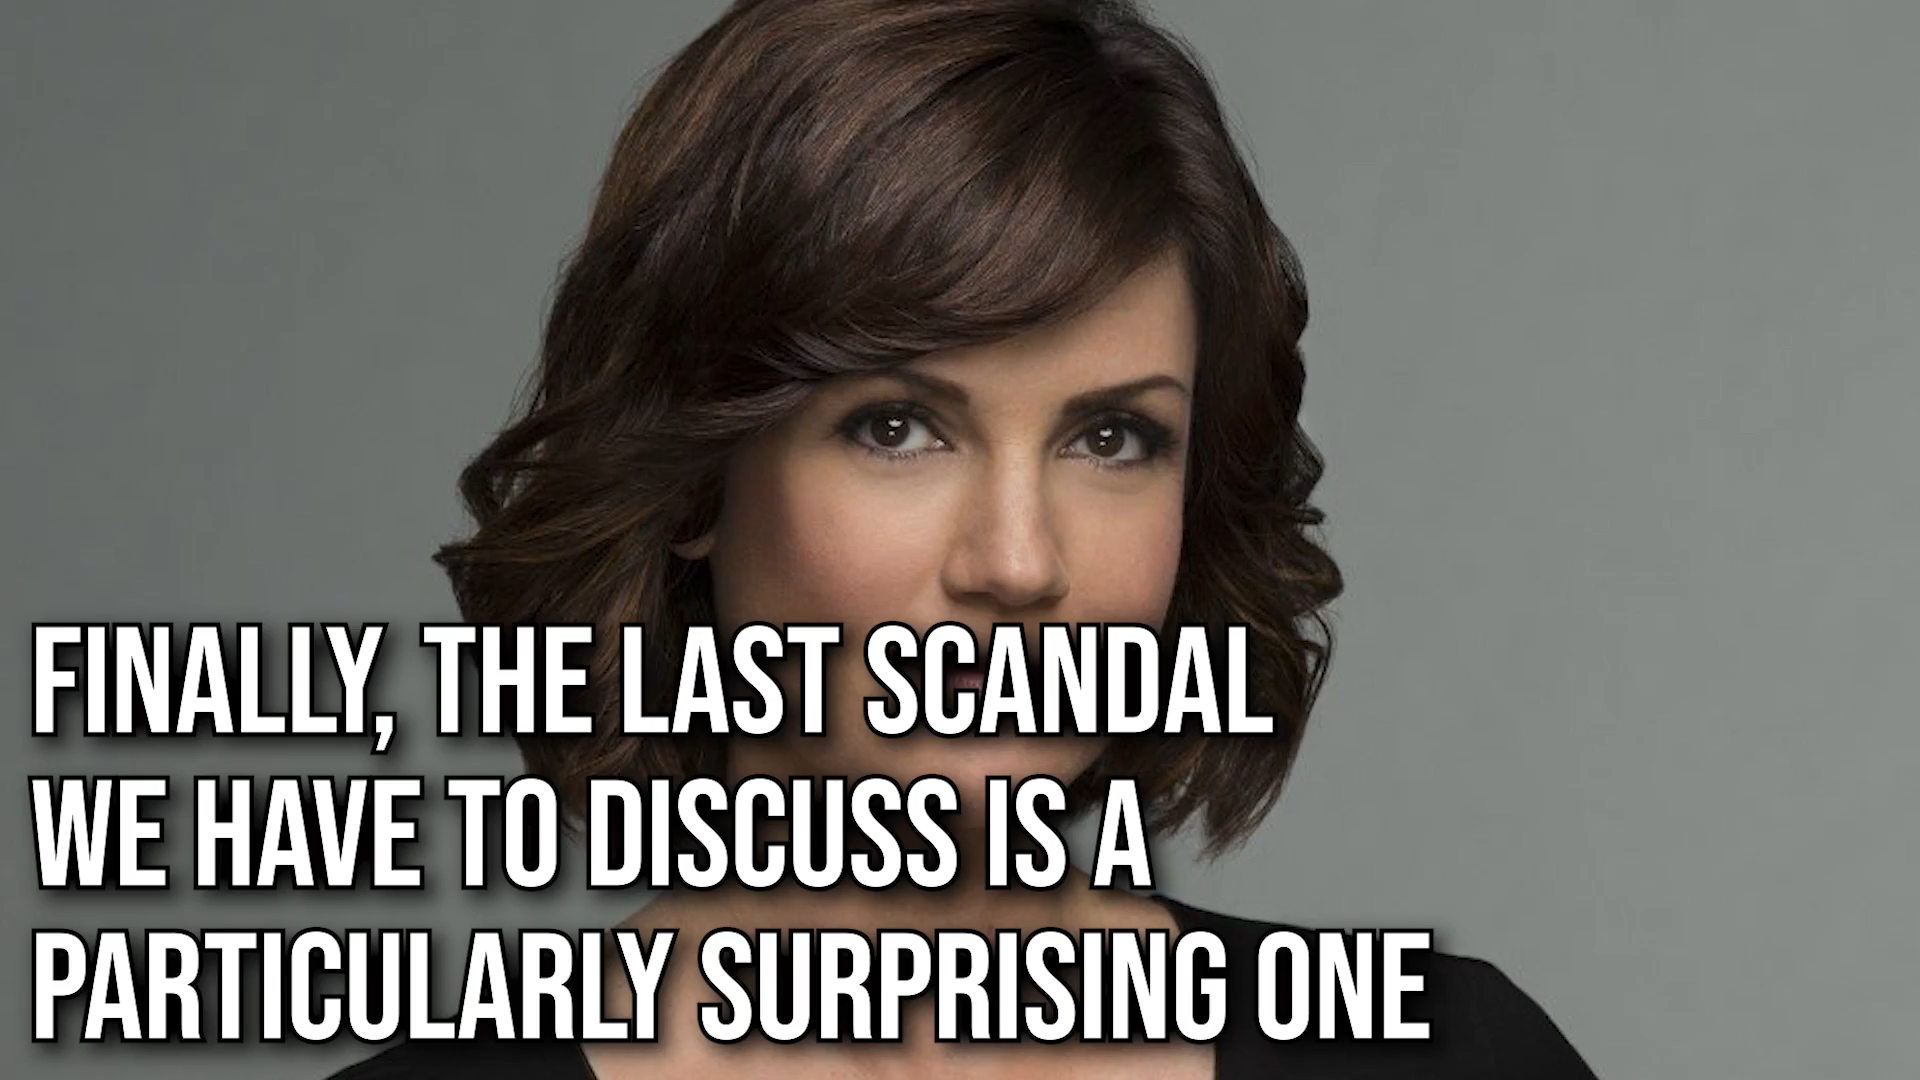 FINALLY, THE LAST SCANDAL
WE HAVE TO DISCUSS IS A
PARTICULARLY SURPRISING ONE